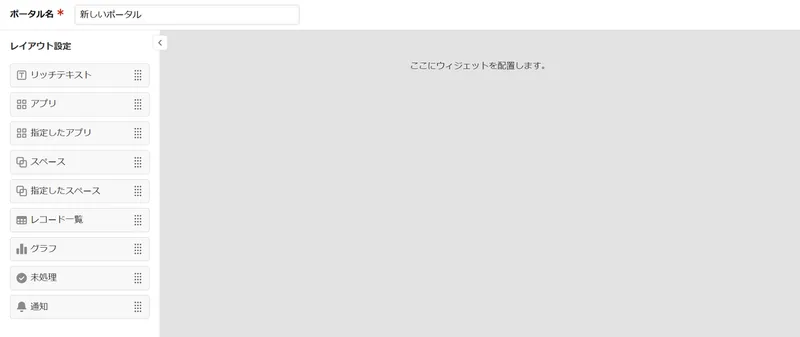 ポータル名 *
新しいポータル
レイアウト設定
リッチテキスト
アプリ
指定したアプリ
スペース
指定したスペース
レコード一覧
グラフ
未処理
通知
ここにウィジェットを配置します。